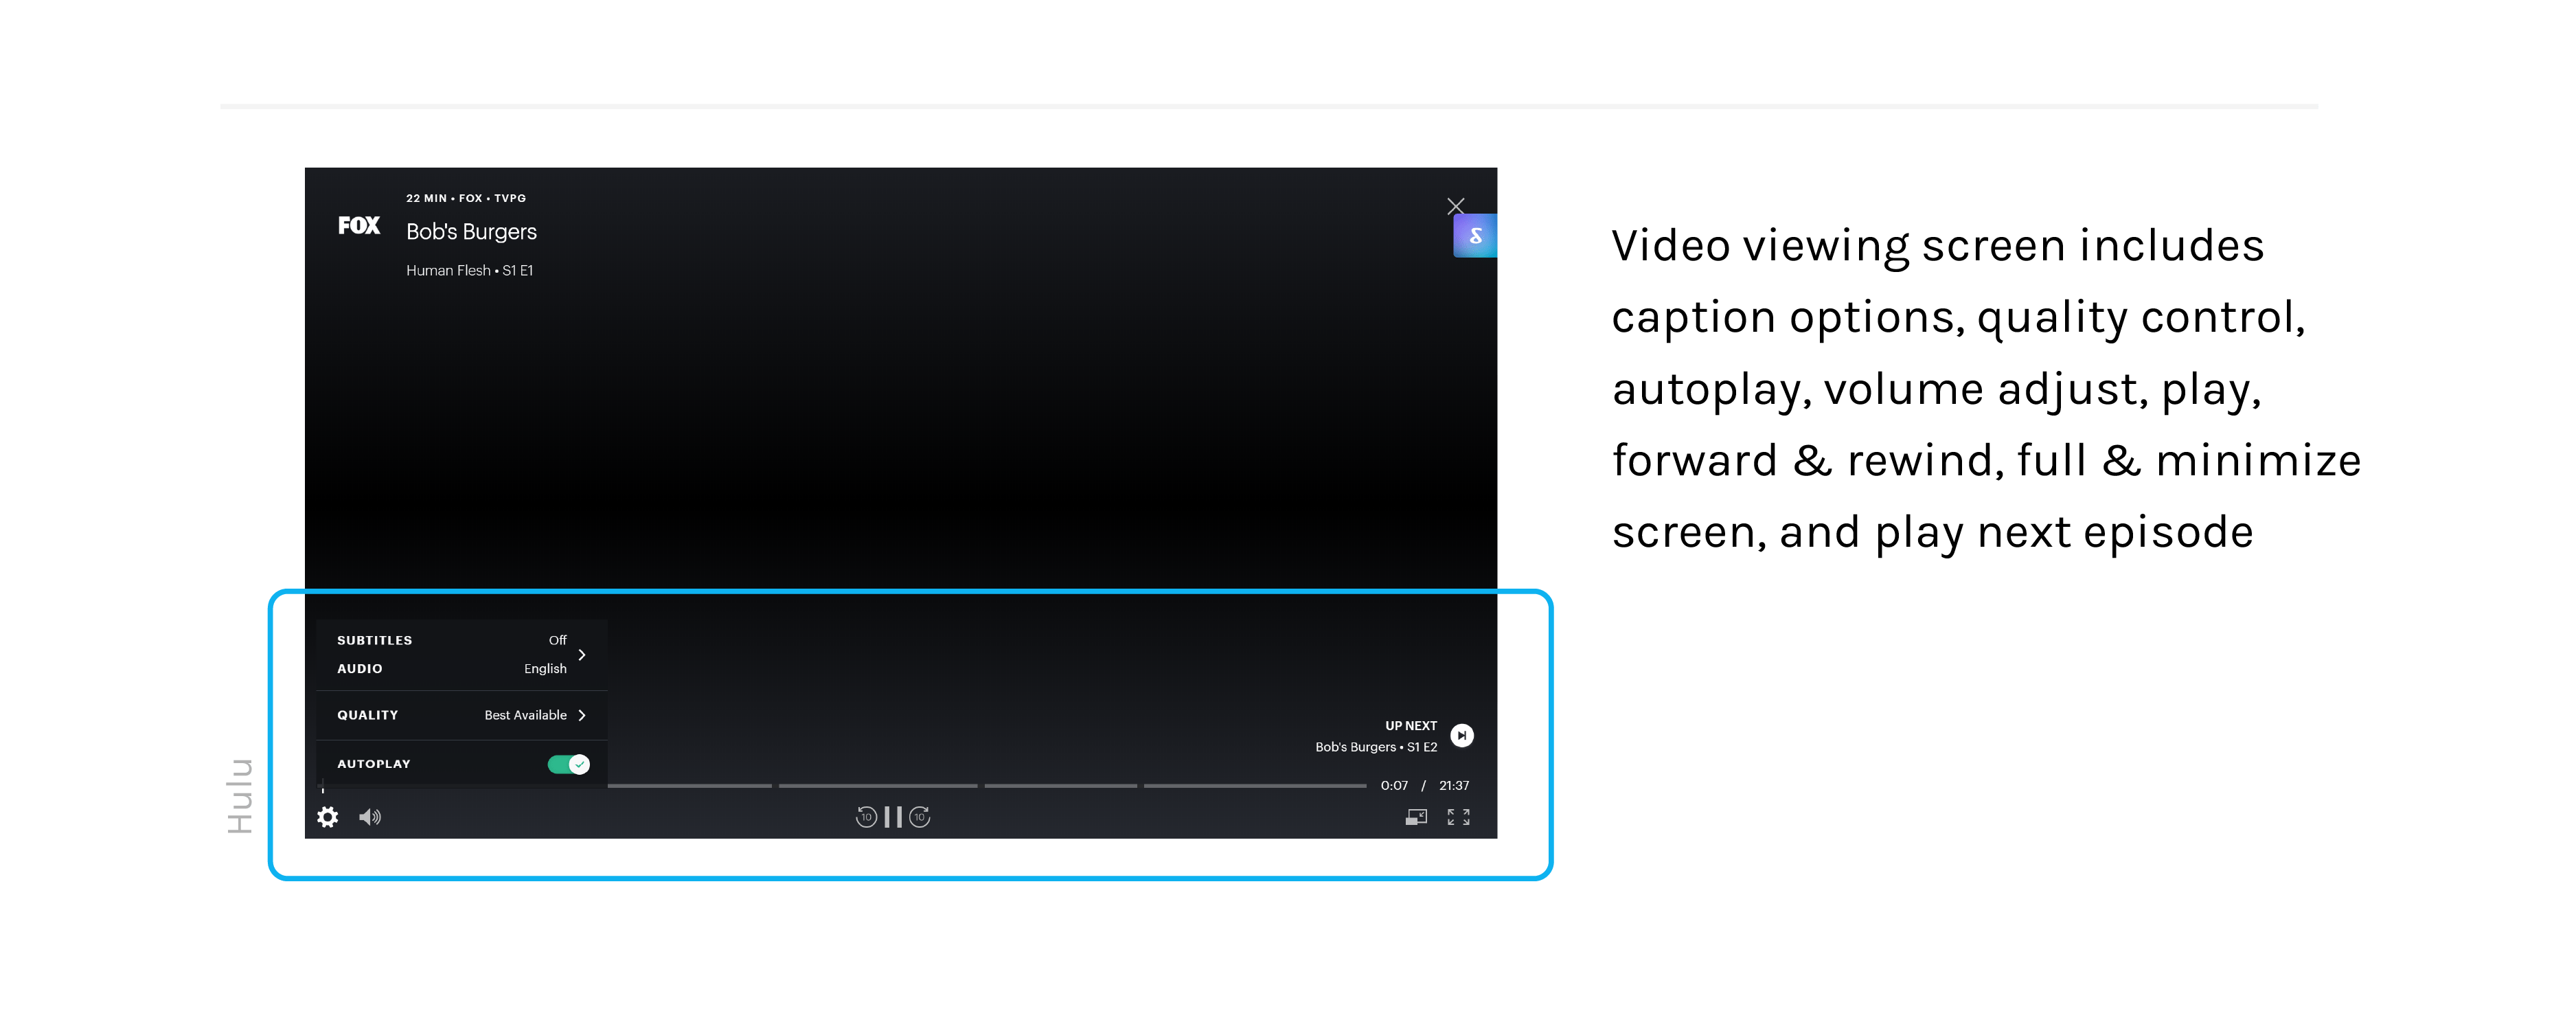 22 MIN • FOX • TVPG
FOX
Bob's Burgers
Human Flesh • S1 E1
Video viewing screen includes
caption options, quality control,
autoplay, volume adjust, play,
forward & rewind, full & minimize
screen, and play next episode
SUBTITLES Off
AUDIO English
QUALITY Best Available
AUTOPLAY
UP NEXT
Bob's Burgers • S1 E2
0:07 / 21:37
10 10
Hulu